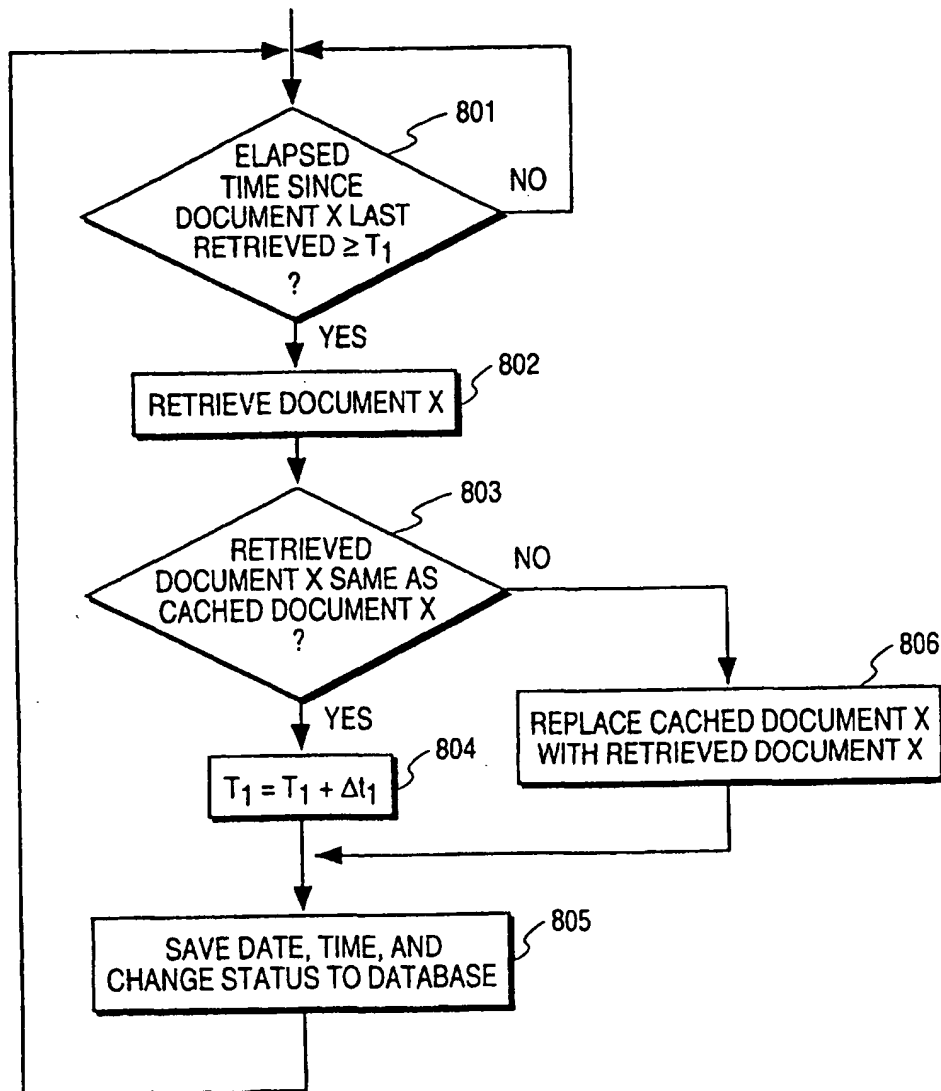 801
ELAPSED
TIME SINCE
DOCUMENT X LAST
RETRIEVED ≥ T1
?
NO
YES
802
RETRIEVE DOCUMENT X
803
RETRIEVED
DOCUMENT X SAME AS
CACHED DOCUMENT X
?
NO
YES
806
REPLACE CACHED DOCUMENT X
WITH RETRIEVED DOCUMENT X
804
T1 = T1 + Δt1
805
SAVE DATE, TIME, AND
CHANGE STATUS TO DATABASE